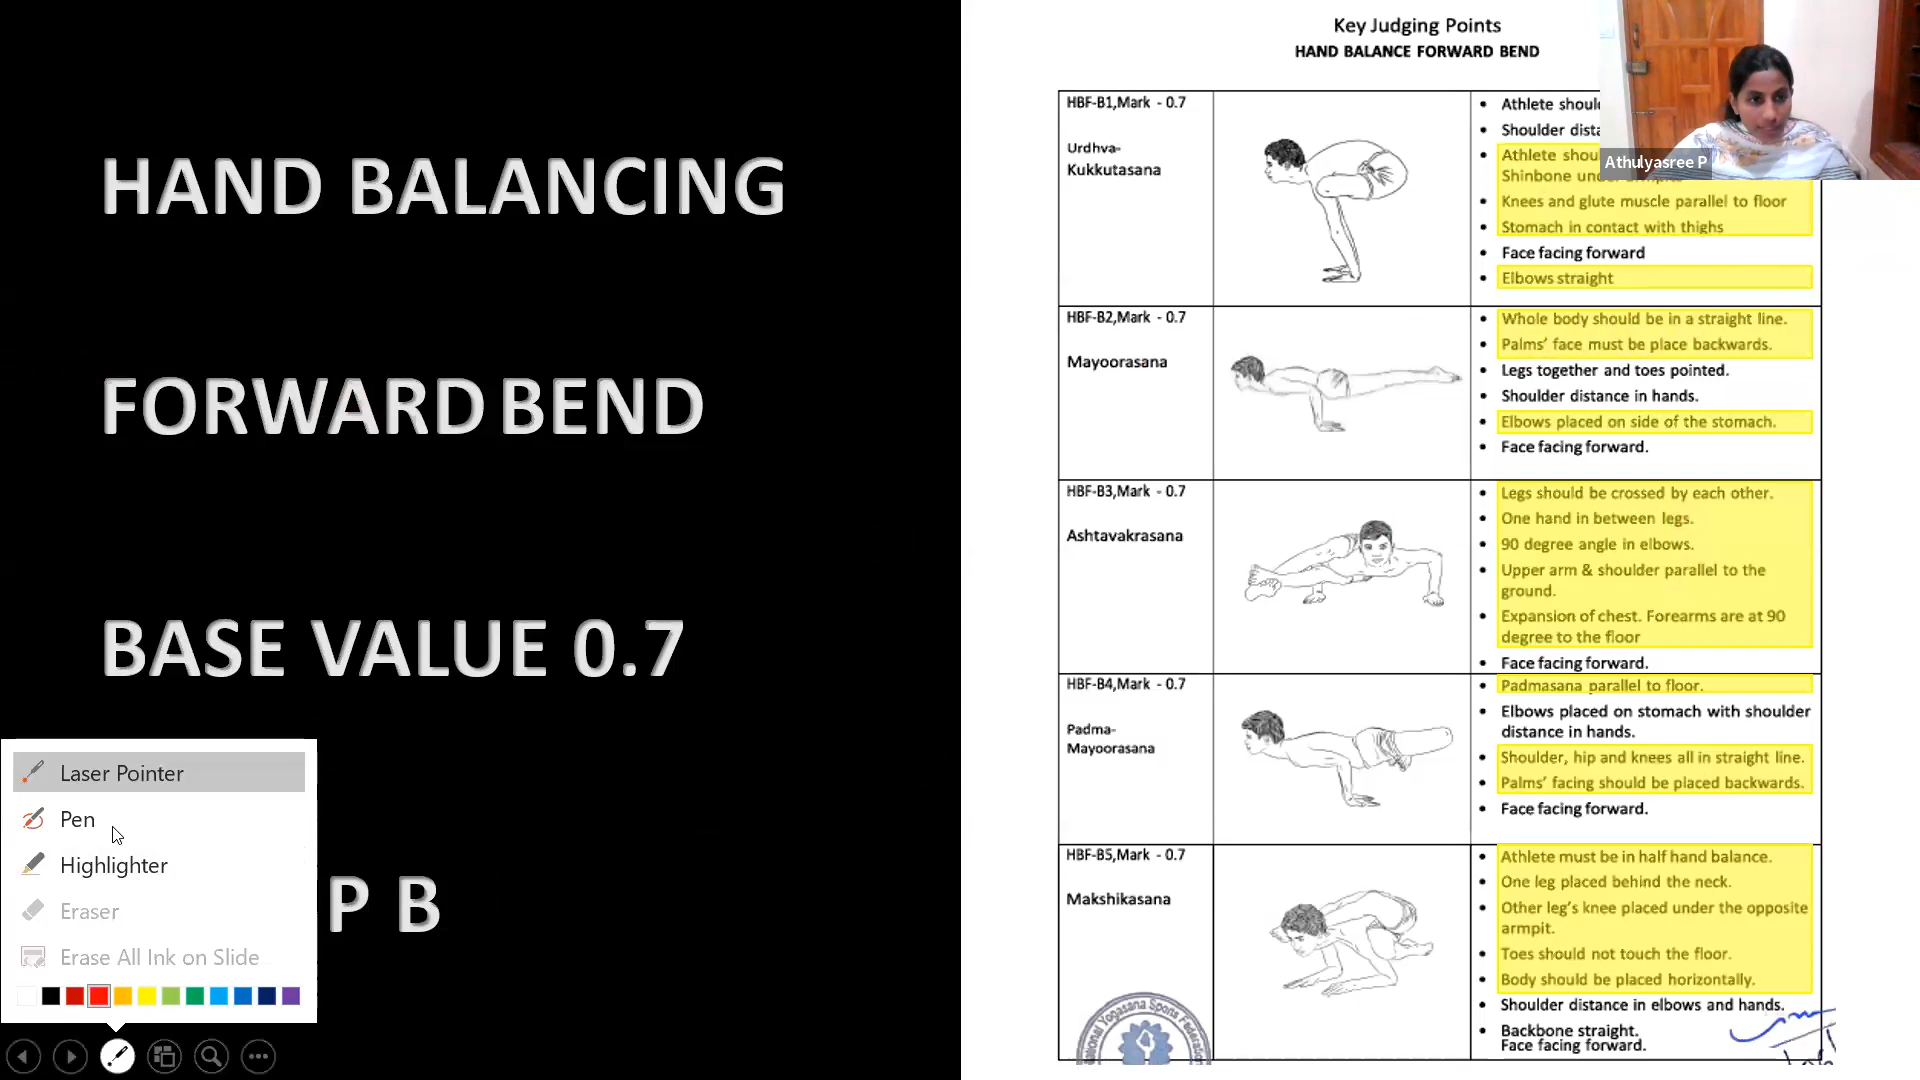 HAND BALANCING
FORWARD BEND
BASE VALUE 0.7
P B
Laser Pointer
Pen
Highlighter
Eraser
Erase All Ink on Slide
Key Judging Points
HAND BALANCE FORWARD BEND
HBF-B1,Mark - 0.7
Urdhva-
Kukkutasana
• Athlete
• Shoulder
• Athlete
Shinbone
• Knees and glute muscle parallel to floor
• Stomach in contact with thighs
• Face facing forward
• Elbows straight
HBF-B2,Mark - 0.7
Mayoorasana
• Whole body should be in a straight line.
• Palms’ face must be place backwards.
• Legs together and toes pointed.
• Shoulder distance in hands.
• Elbows placed on side of the stomach.
• Face facing forward.
HBF-B3,Mark - 0.7
Ashtavakrasana
• Legs should be crossed by each other.
• One hand in between legs.
• 90 degree angle in elbows.
• Upper arm & shoulder parallel to the
ground.
• Expansion of chest. Forearms are at 90
degree to the floor
• Face facing forward.
HBF-B4,Mark - 0.7
Padma-
Mayoorasana
• Padmasana parallel to floor.
• Elbows placed on stomach with shoulder
distance in hands.
• Shoulder, hip and knees all in straight line.
• Palms’ facing should be placed backwards.
• Face facing forward.
HBF-B5,Mark - 0.7
Makshikasana
• Athlete must be in half hand balance.
• One leg placed behind the neck.
• Other leg’s knee placed under the opposite
armpit.
• Toes should not touch the floor.
• Body should be placed horizontally.
• Shoulder distance in elbows and hands.
• Backbone straight.
Face facing forward.
Yogasana Sports
Athulyasree P